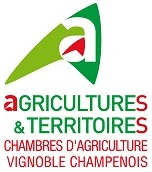 a
aGRICULTURES
& TERRITOIRES
CHAMBRES D'AGRICULTURE
VIGNOBLE CHAMPENOIS